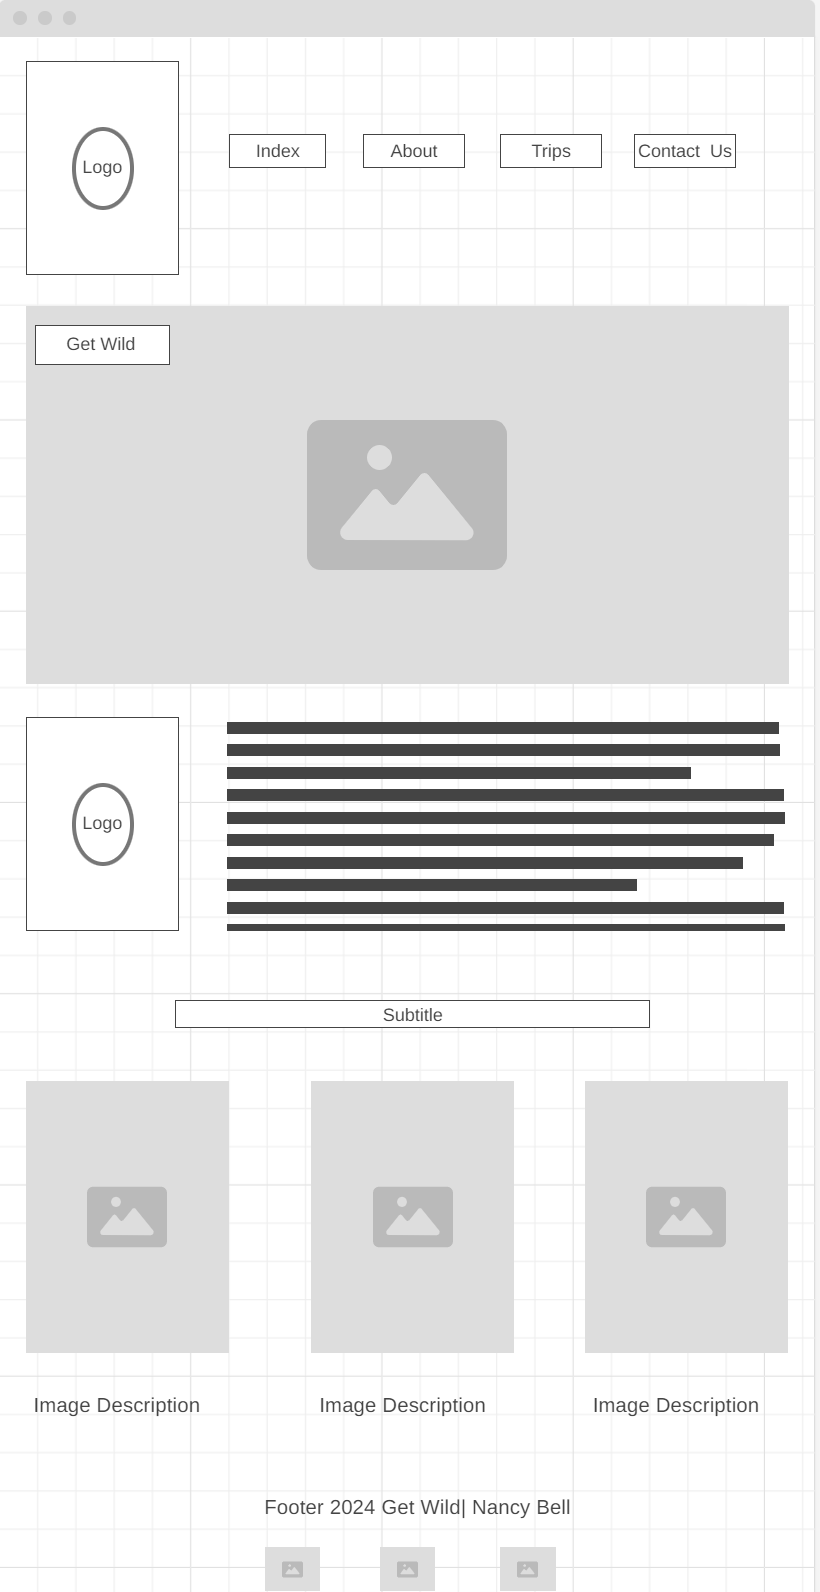 Logo
Index
About
Trips
Contact  Us
Get Wild
Logo
Subtitle
Image Description
Image Description
Image Description
Footer 2024 Get Wild| Nancy Bell